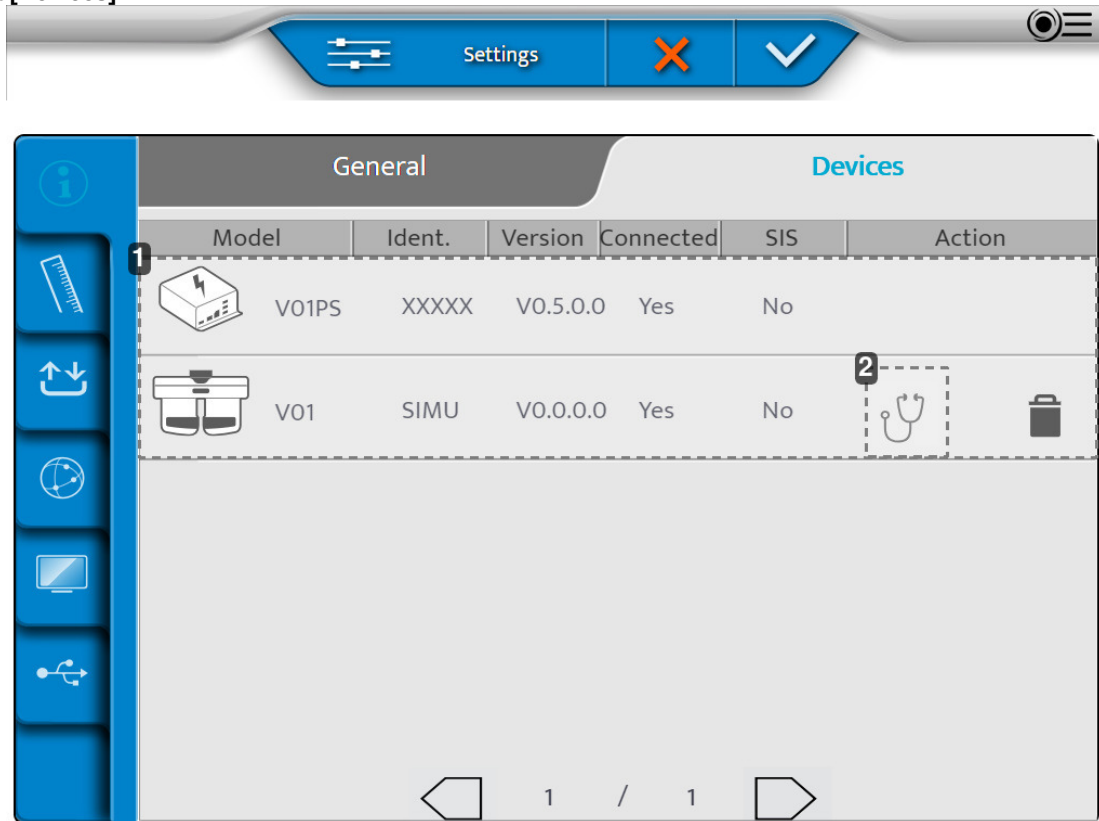 Settings
General Devices
Model Ident. Version Connected SIS Action
1
V01PS XXXXX V0.5.0.0 Yes No
2
V01 SIMU V0.0.0.0 Yes No
1 / 1